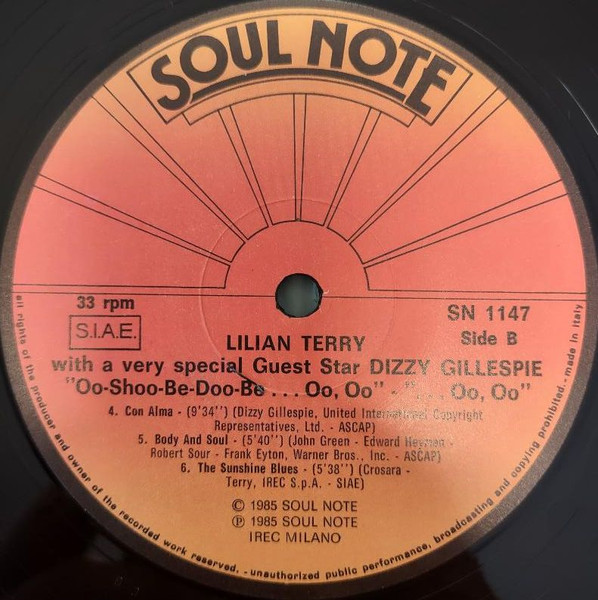 SOUL NOTE
33 rpm
S.I.A.E.
SN 1147
Side B
LILIAN TERRY
with a very special Guest Star DIZZY GILLESPIE
"Oo-Shoo-Be-Doo-Be . . . Oo, Oo" - ". . . Oo, Oo"
4. Con Alma - (9'34") (Dizzy Gillespie, United International Copyright
Representatives, Ltd. - ASCAP)
5. Body And Soul - (5'40") (John Green - Edward Heyman -
Robert Sour - Frank Eyton, Warner Bros., Inc. - ASCAP)
6. The Sunshine Blues - (5'38") (Crosara -
Terry, IREC S.p.A. - SIAE)
© 1985 SOUL NOTE
℗ 1985 SOUL NOTE
IREC MILANO
all rights of the producer and owner of the recorded work reserved. - unauthorized public performance, broadcasting and copying prohibited. - made in italy